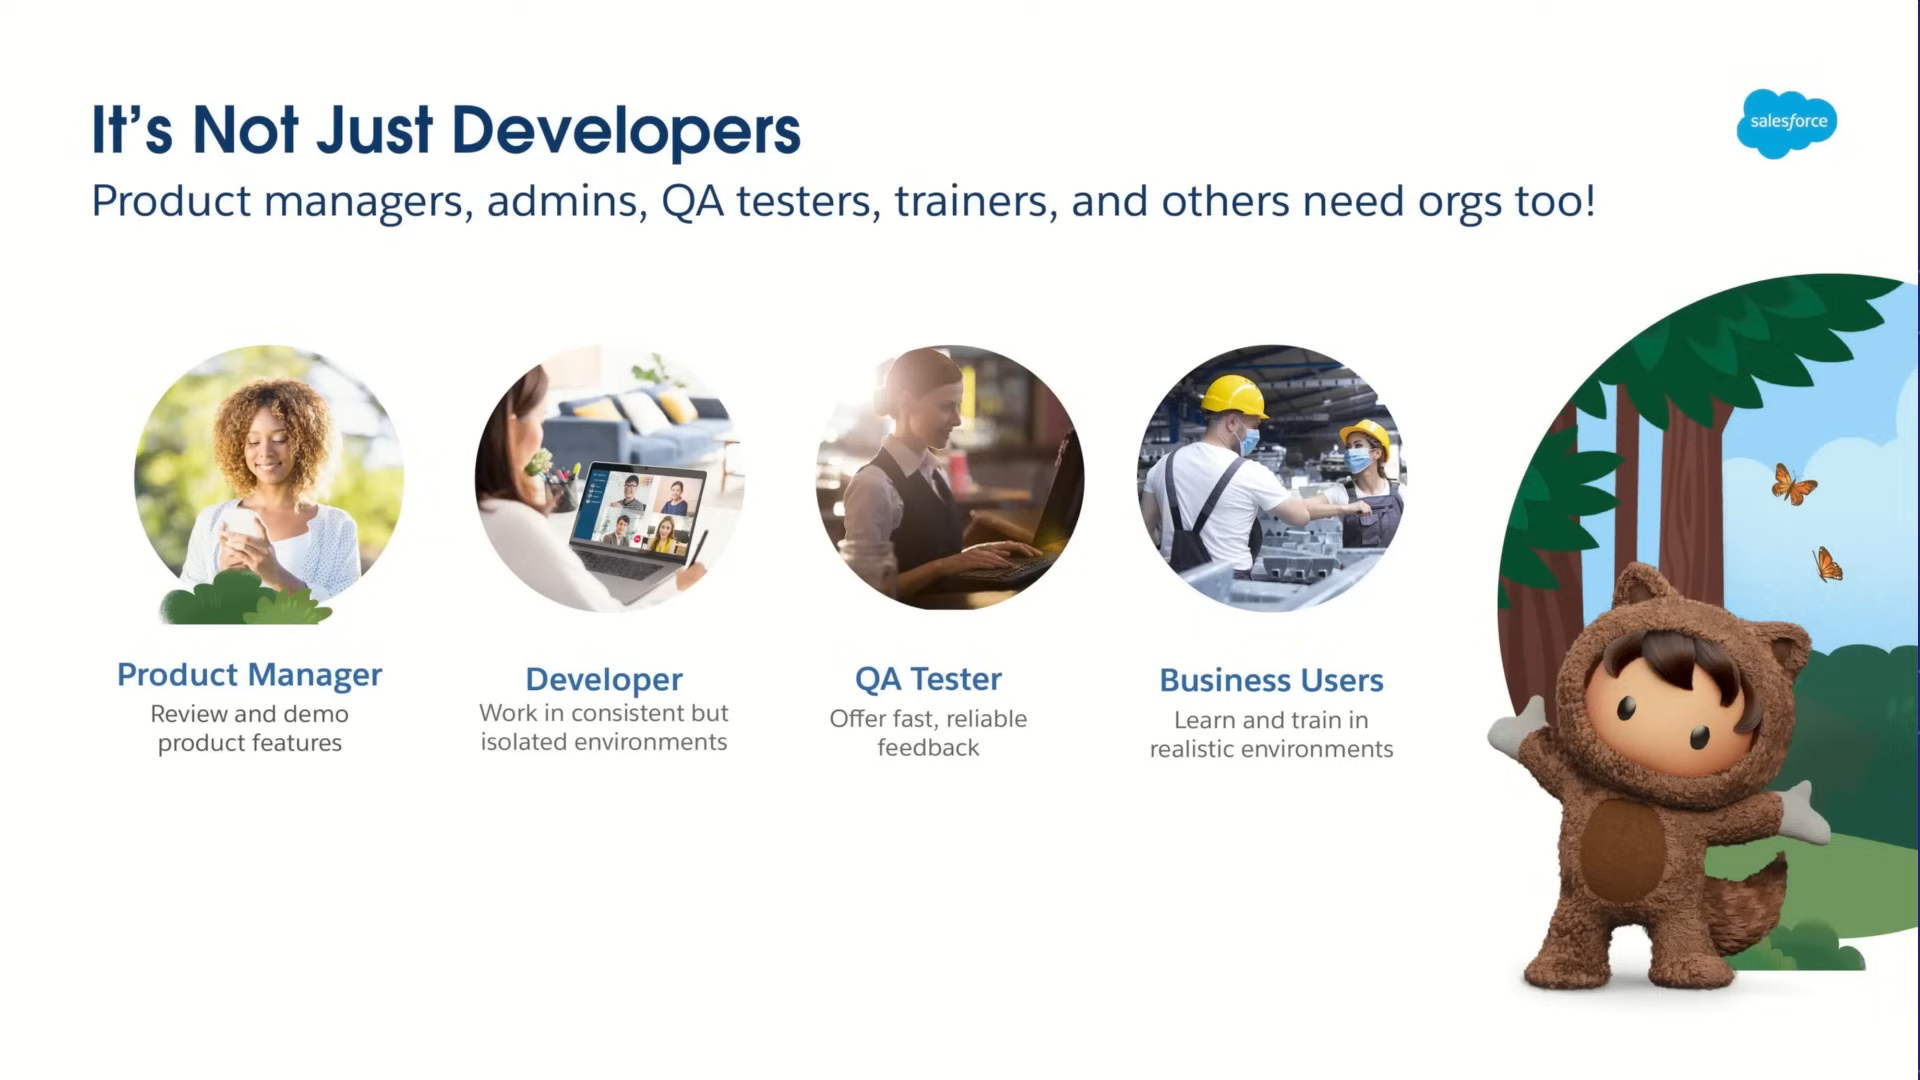 It's Not Just Developers
salesforce
Product managers, admins, QA testers, trainers, and others need orgs too!
Product Manager
Review and demo
product features
Developer
Work in consistent but
isolated environments
QA Tester
Offer fast, reliable
feedback
Business Users
Learn and train in
realistic environments